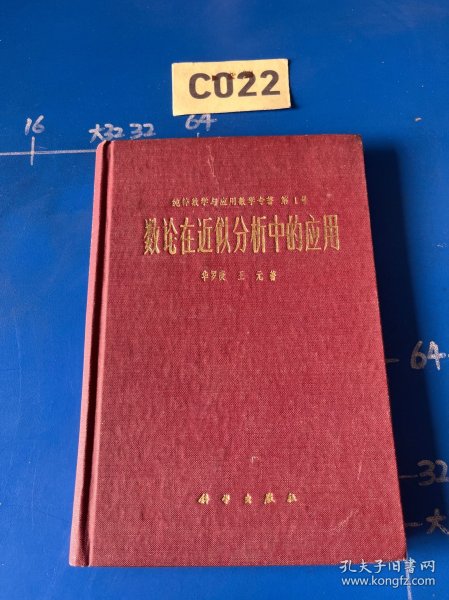 C022
16
大32 32
64
纯粹数学与应用数学专著 第1号
数论在近似分析中的应用
华罗庚 王 元 著
64
32
大
科学出版社
孔夫子旧书网
www.kongfz.com